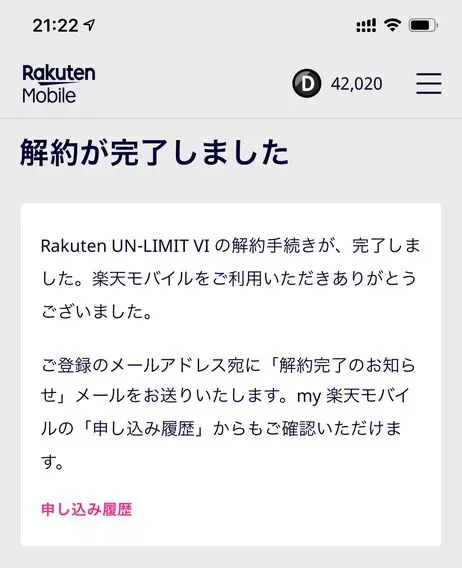 21:22
Rakuten
Mobile
D 42,020
解約が完了しました
Rakuten UN-LIMIT VI の解約手続きが、完了しま
した。楽天モバイルをご利用いただきありがとう
ございました。
ご登録のメールアドレス宛に「解約完了のお知ら
せ」メールをお送りいたします。my 楽天モバイ
ルの「申し込み履歴」からもご確認いただけま
す。
申し込み履歴